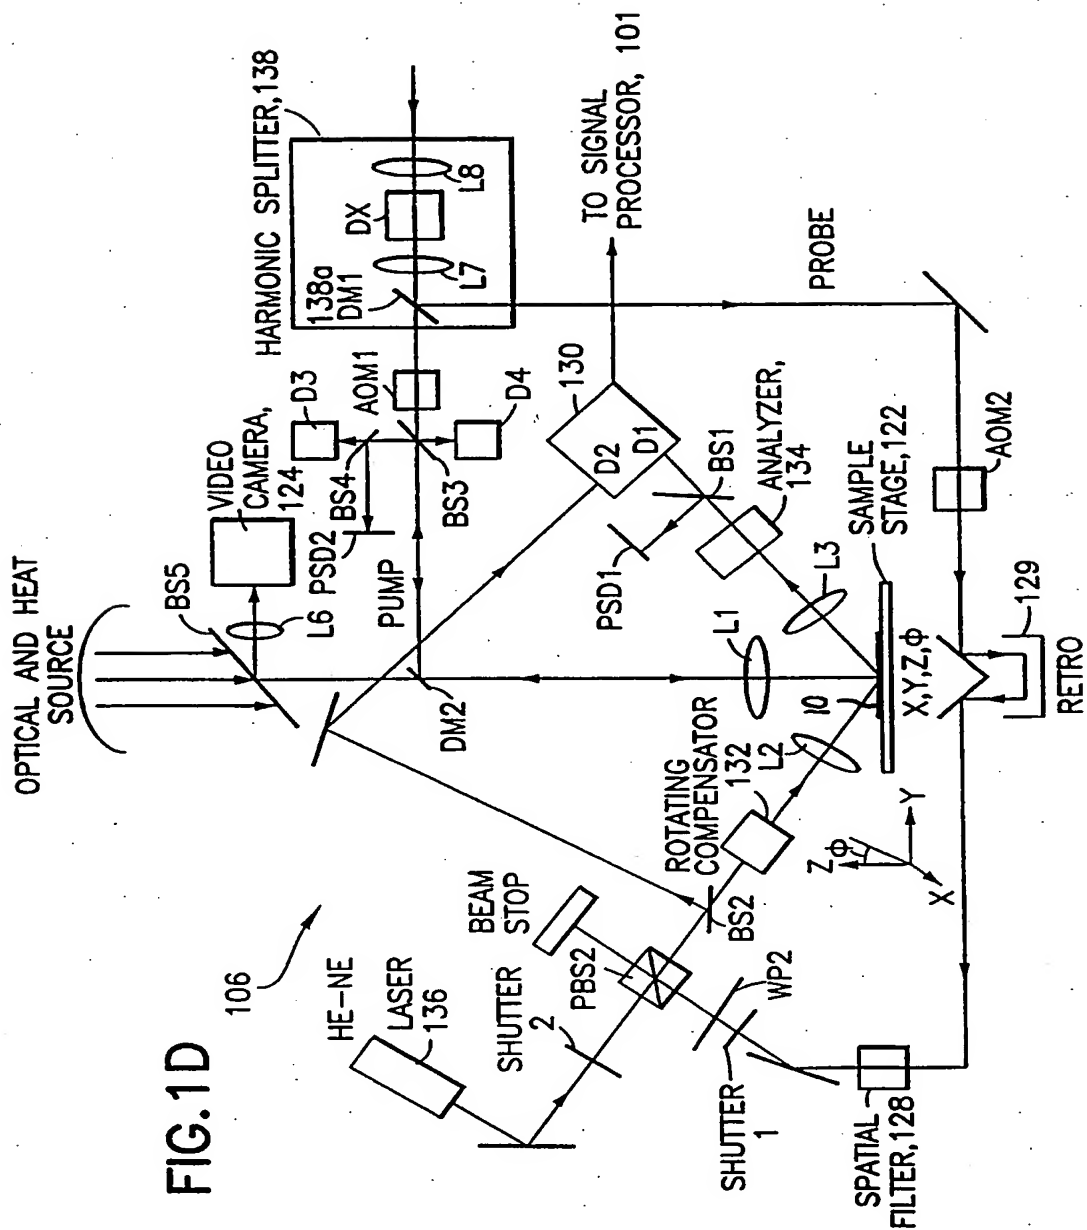 FIG.1D
106
OPTICAL AND HEAT
SOURCE
BS5
VIDEO
CAMERA,
124
L6
PSD2
BS4
D3
AOM1
BS3
D4
PUMP
DM2
HARMONIC SPLITTER,138
138a
DM1
L7
DX
L8
TO SIGNAL
PROCESSOR, 101
130
D2
D1
BS1
PSD1
ANALYZER,
134
L3
L1
10
PROBE
AOM2
SAMPLE
STAGE,122
X,Y,Z,ϕ
129
RETRO
HE-NE
LASER
136
SHUTTER
2
BEAM
STOP
PBS2
BS2
ROTATING
COMPENSATOR
132
L2
WP2
SHUTTER
1
SPATIAL
FILTER,128
Z
ϕ
Y
X